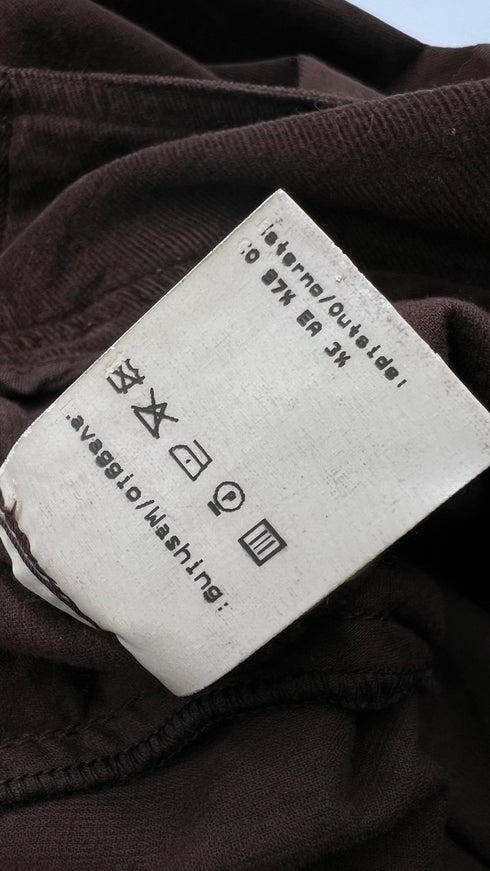 Esterno/Outside:
CO 97% EA 3%
P
Lavaggio/Washing: